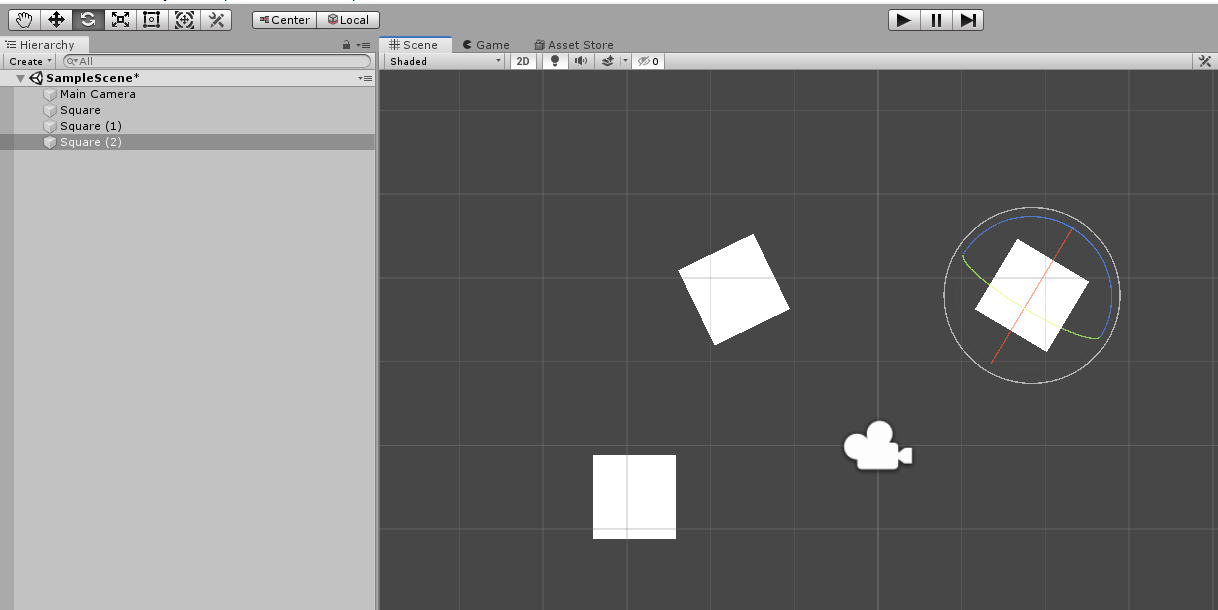 Center Local
Hierarchy
Create All
SampleScene*
Main Camera
Square
Square (1)
Square (2)
Scene Game Asset Store
Shaded 2D 0